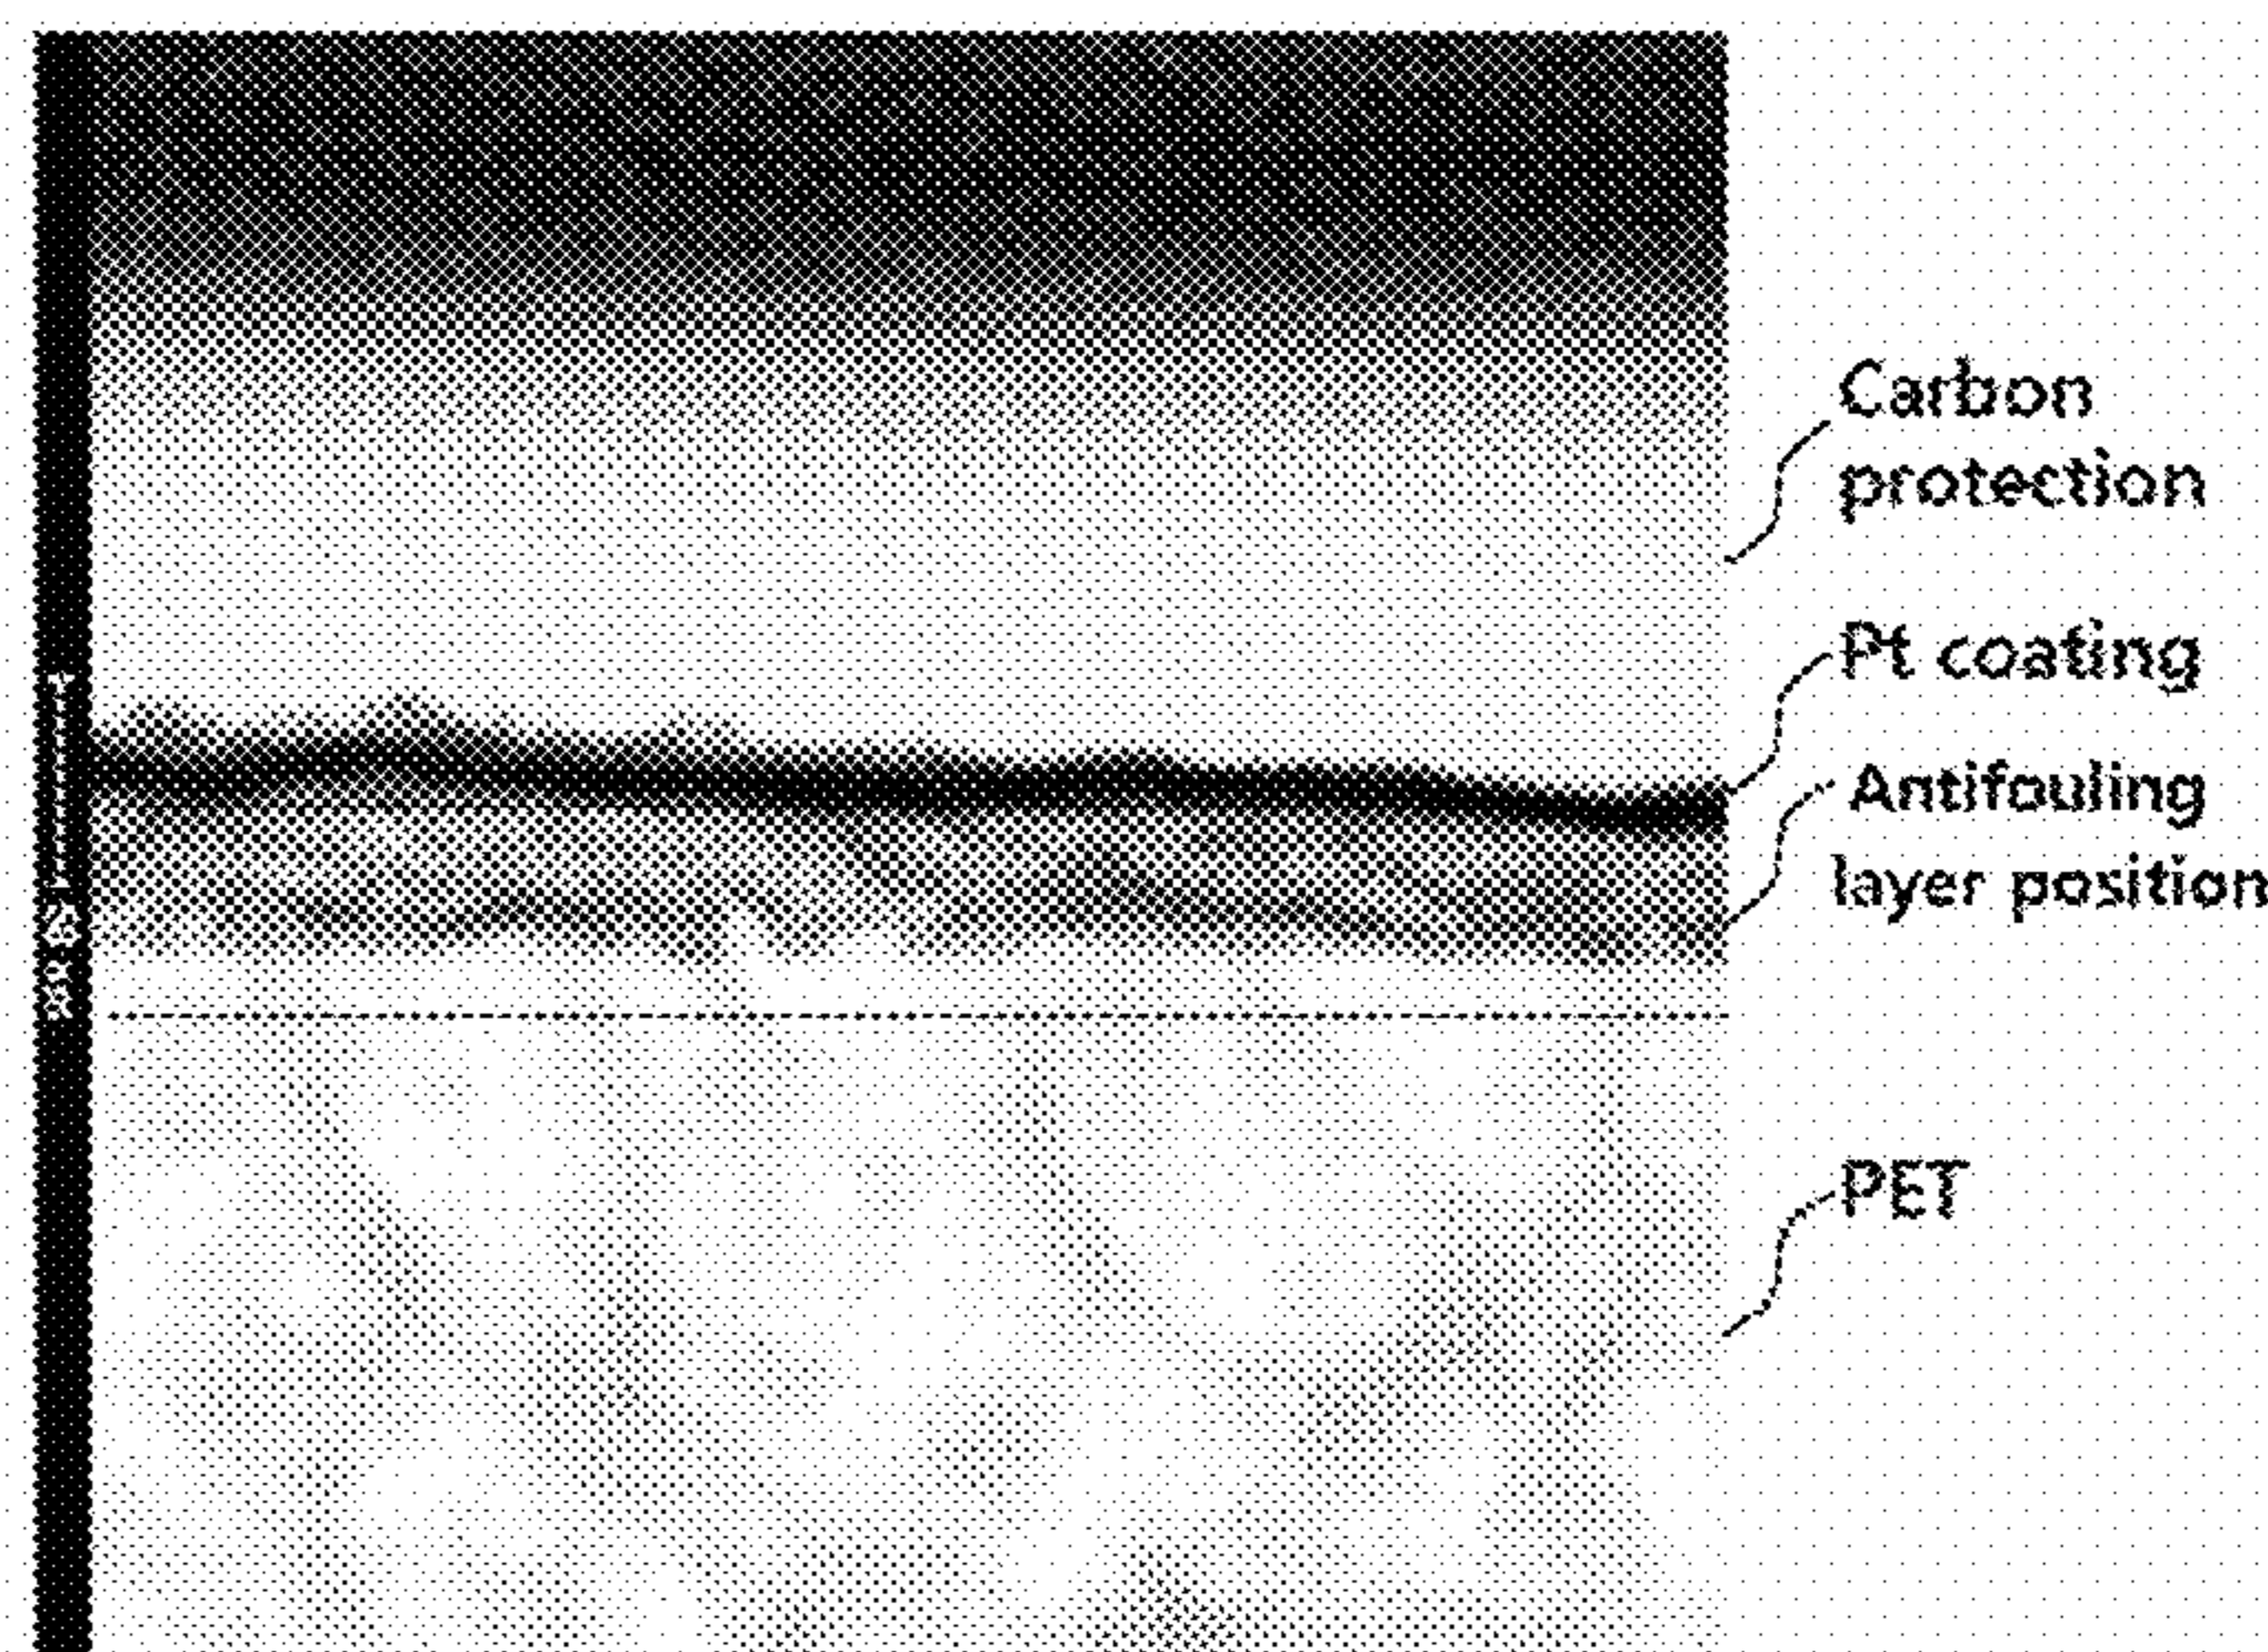 Carbon
protection
Pt coating
Antifouling
layer position
PET